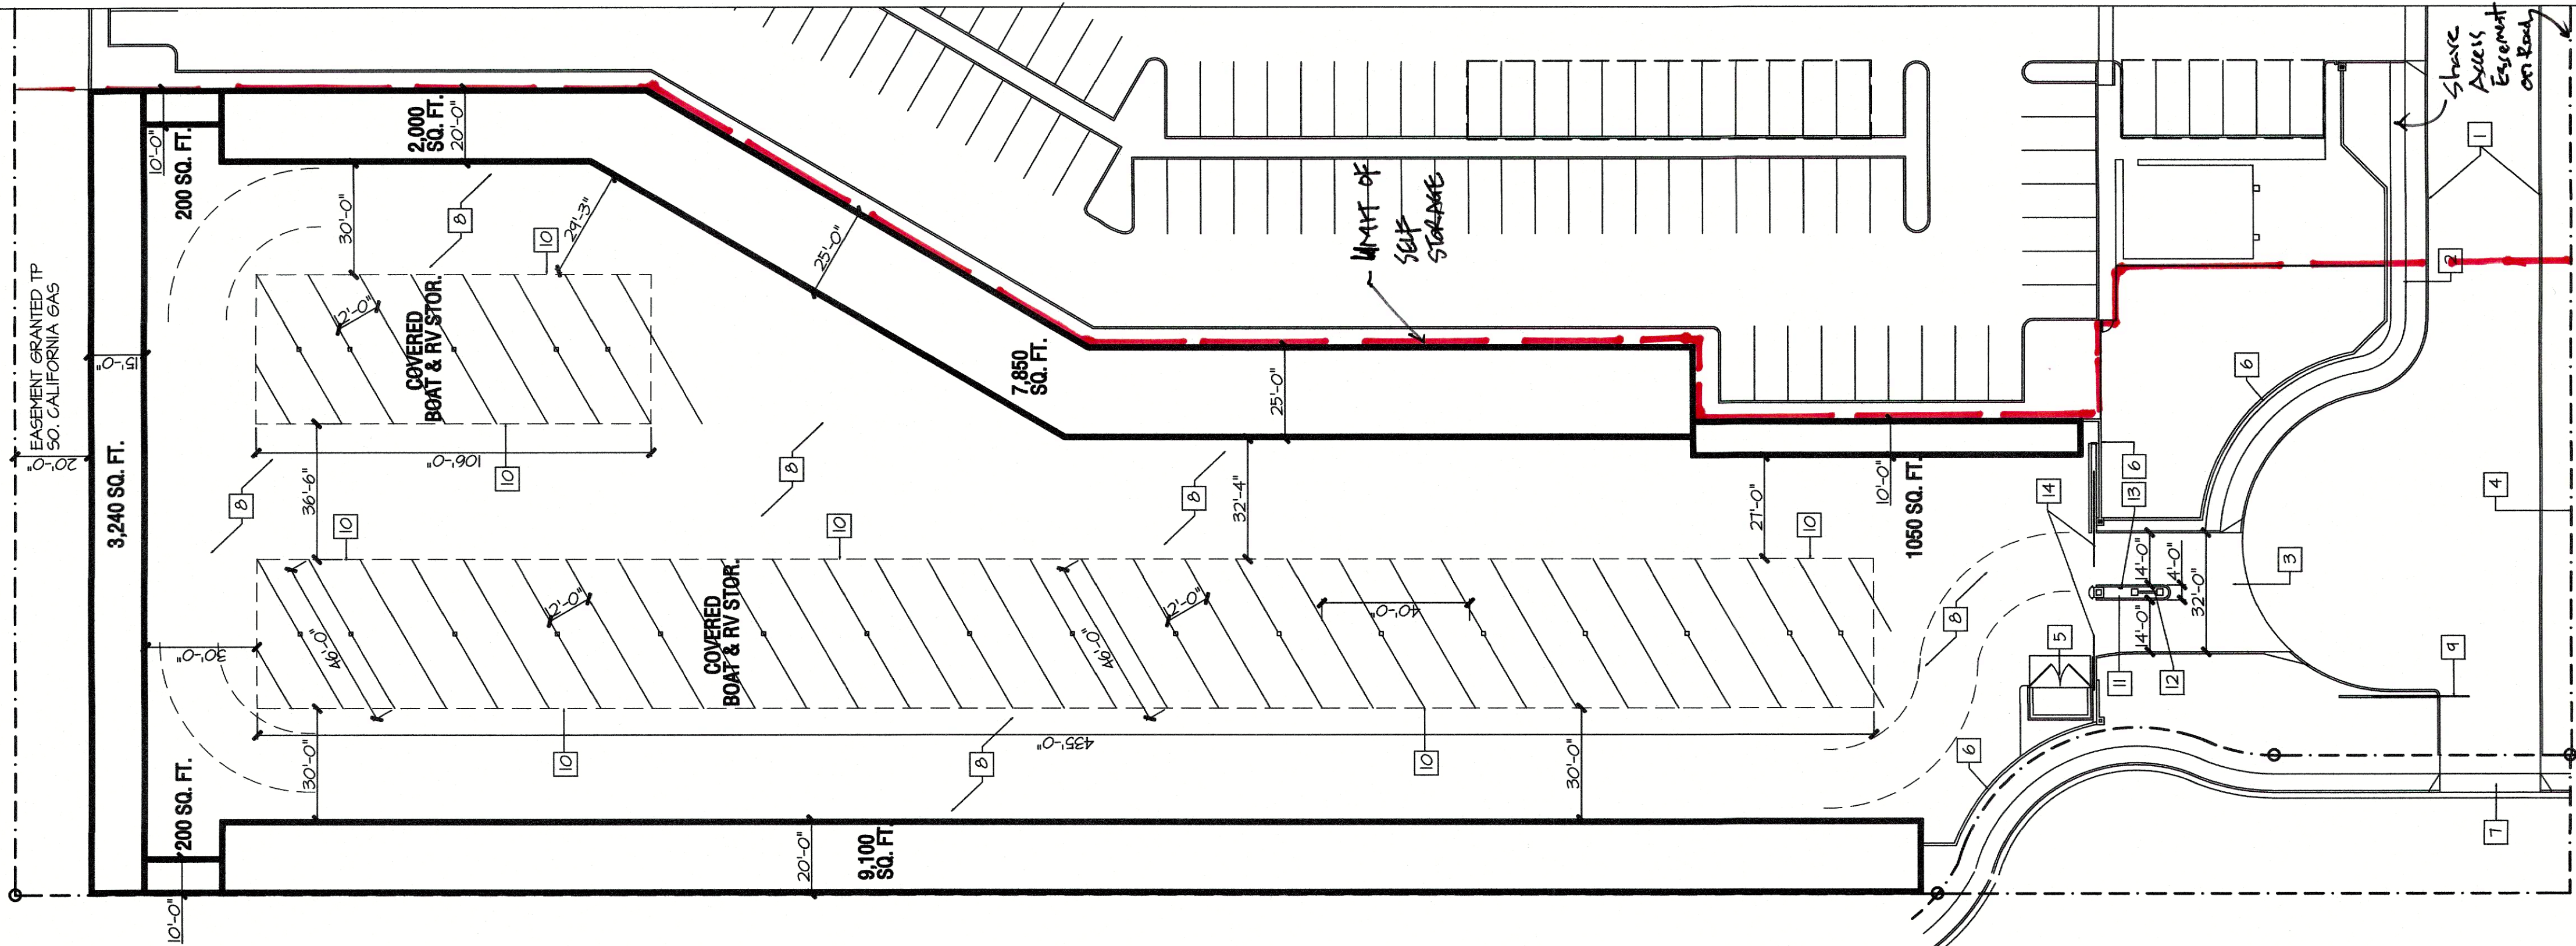 EASEMENT GRANTED TP
SO. CALIFORNIA GAS
20'-0"
15'-0"
3,240 SQ. FT.
10'-0"
200 SQ. FT.
2,000
SQ. FT.
20'-0"
30'-0"
8
10
29'-3"
12'-0"
COVERED
BOAT & RV STOR.
25'-0"
106'-0"
10
8
36'-6"
10
8
10
7,850
SQ. FT.
25'-0"
32'-4"
8
LIMIT OF
SELF
STORAGE
27'-0"
10
10'-0"
1050 SQ. FT.
COVERED
BOAT & RV STOR.
46'-0"
12'-0"
46'-0"
12'-0"
40'-0"
30'-0"
30'-0"
10
435'-0"
8
10
30'-0"
8
200 SQ. FT.
10'-0"
20'-0"
9,100
SQ. FT.
Share
Access
Easement
on Road
1
2
6
6
13
14
4
3
14'-0"
4'-0"
14'-0"
32'-0"
5
11
12
9
6
7